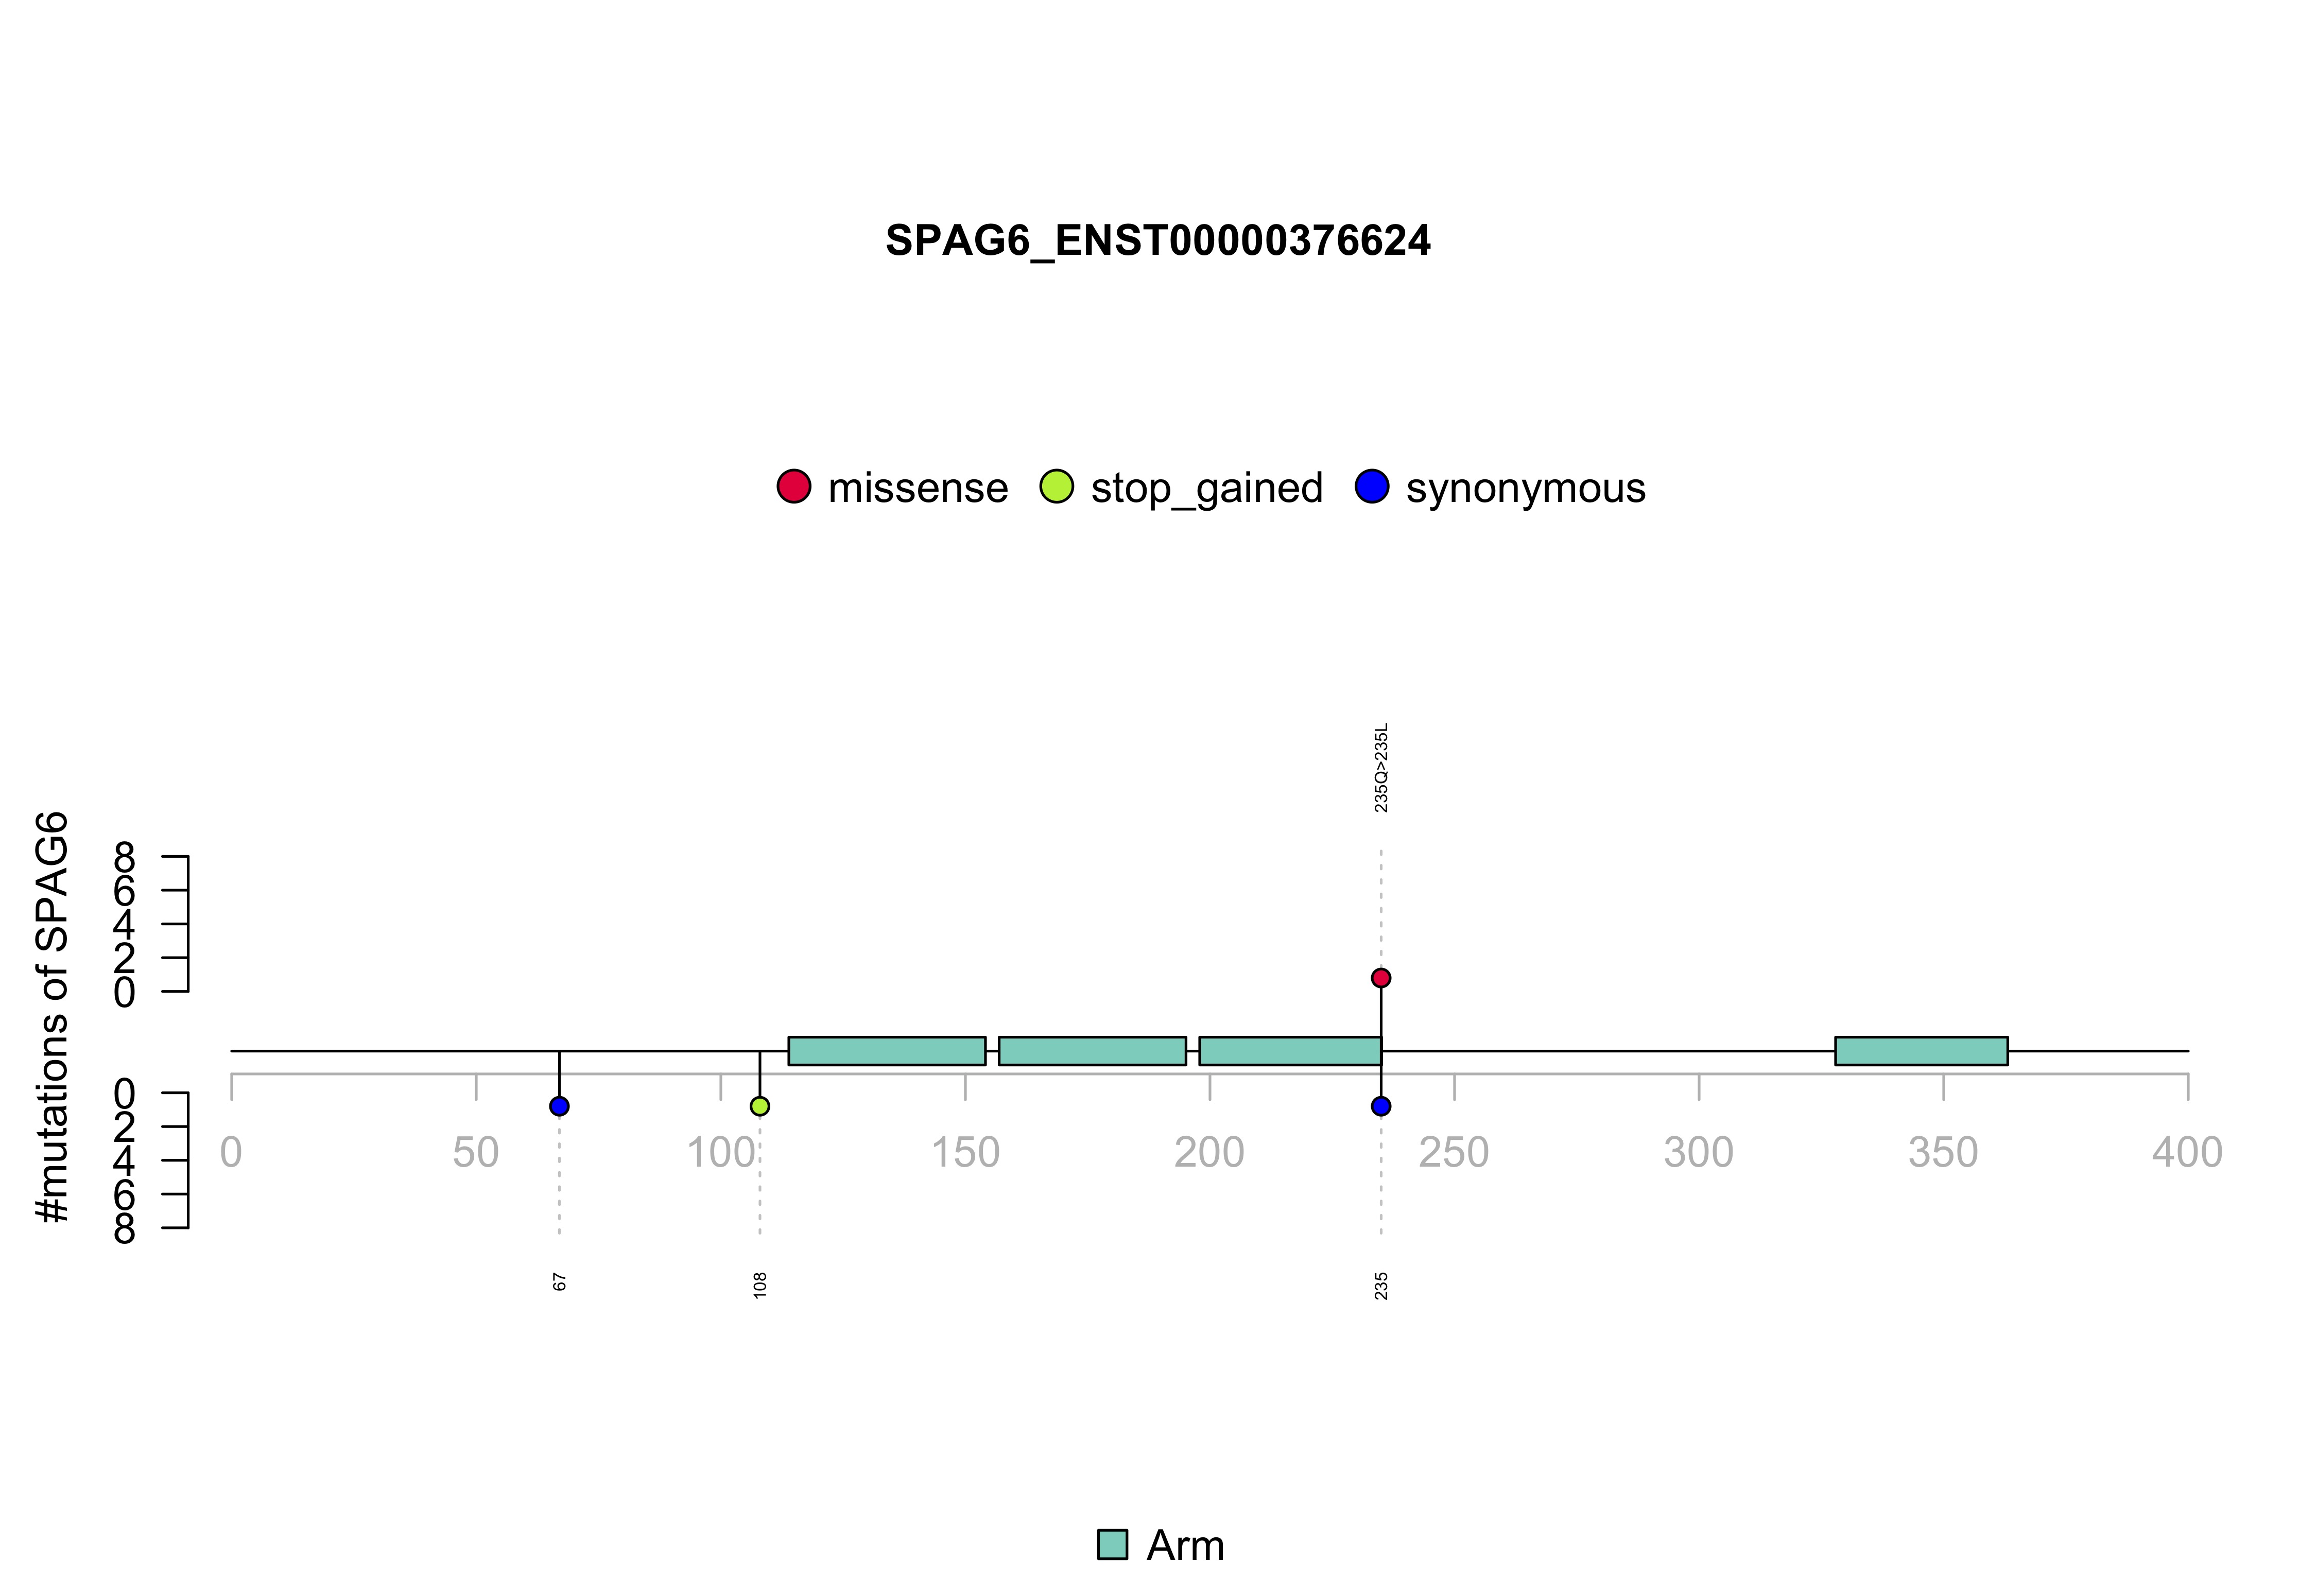 SPAG6_ENST00000376624
missense stop_gained synonymous
235Q>235L
#mutations of SPAG6
8
6
4
2
0
0
2
4
6
8
0 50 100 150 200 250 300 350 400
67 108 235
Arm